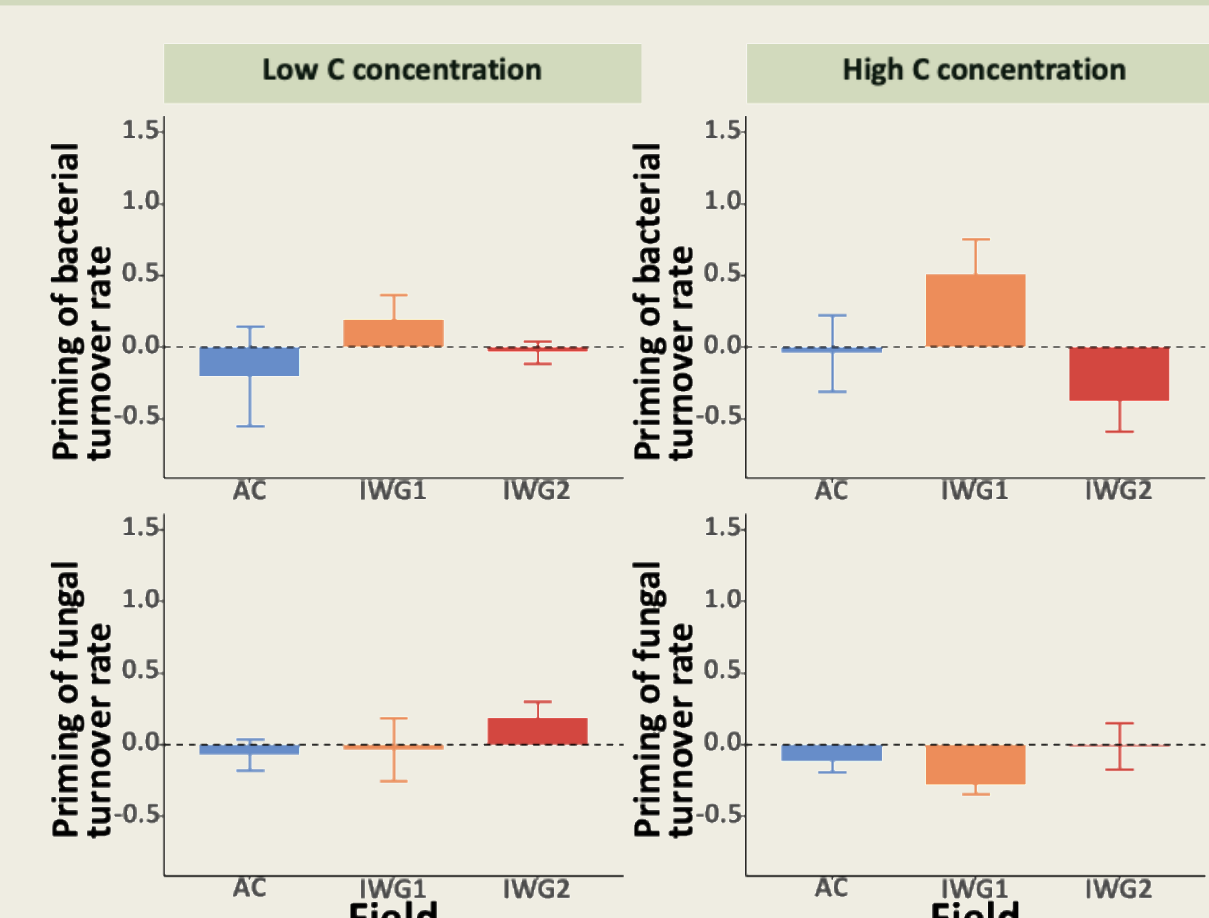 Low C concentration
High C concentration
Priming of bacterial
turnover rate
1.5
1.0
0.5
0.0
-0.5
AC IWG1 IWG2
Priming of bacterial
turnover rate
1.5
1.0
0.5
0.0
-0.5
AC IWG1 IWG2
Priming of fungal
turnover rate
1.5
1.0
0.5
0.0
-0.5
AC IWG1 IWG2
Field
Priming of fungal
turnover rate
1.5
1.0
0.5
0.0
-0.5
AC IWG1 IWG2
Field